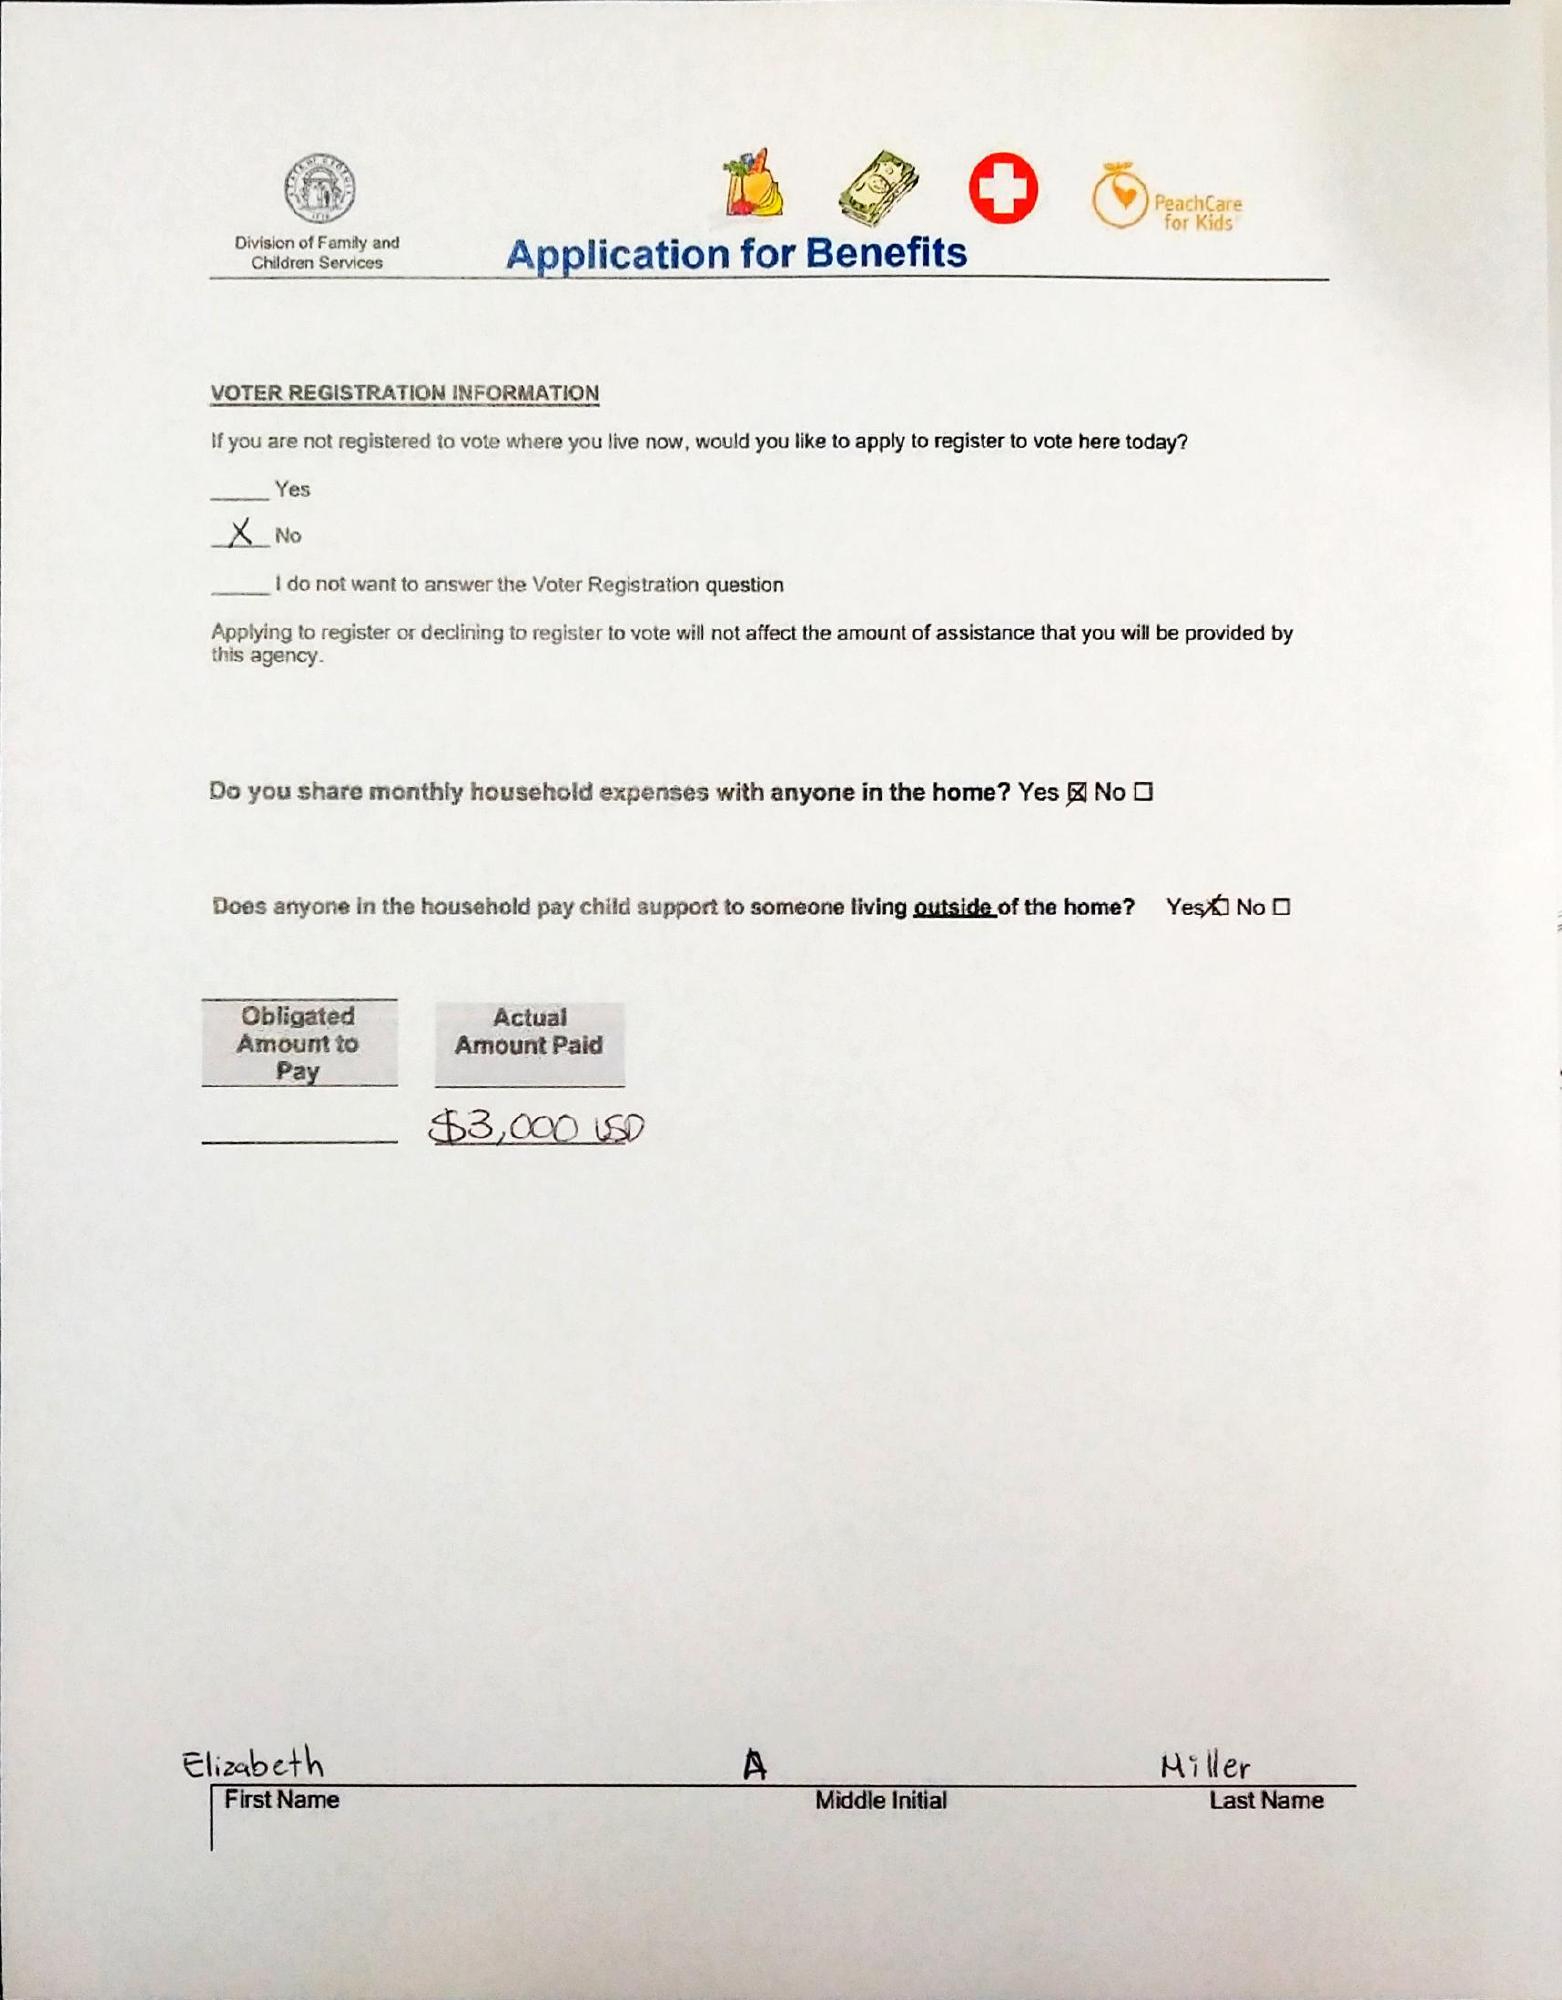 Division of Family and
Children Services
Application for Benefits
PeachCare
for Kids
VOTER REGISTRATION INFORMATION
If you are not registered to vote where you live now, would you like to apply to register to vote here today?
____ Yes
X No
____ I do not want to answer the Voter Registration question
Applying to register or declining to register to vote will not affect the amount of assistance that you will be provided by
this agency.
Do you share monthly household expenses with anyone in the home? Yes ☒ No ☐
Does anyone in the household pay child support to someone living outside of the home? Yes ☒ No ☐
Obligated
Amount to
Pay
Actual
Amount Paid
$3,000 USD
Elizabeth A Miller
First Name Middle Initial Last Name